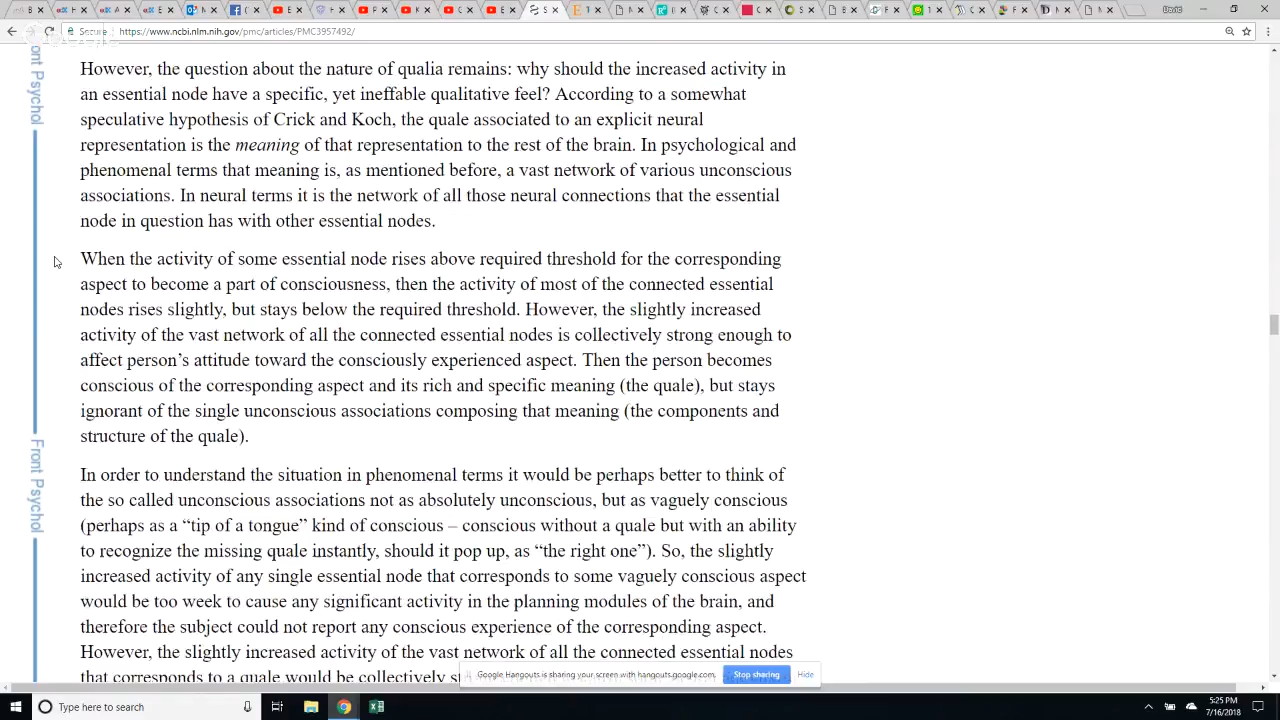 Secure
https://www.ncbi.nlm.nih.gov/pmc/articles/PMC3957492/
Front Psychol
However, the question about the nature of qualia remains: why should the increased activity in
an essential node have a specific, yet ineffable qualitative feel? According to a somewhat
speculative hypothesis of Crick and Koch, the quale associated to an explicit neural
representation is the meaning of that representation to the rest of the brain. In psychological and
phenomenal terms that meaning is, as mentioned before, a vast network of various unconscious
associations. In neural terms it is the network of all those neural connections that the essential
node in question has with other essential nodes.
When the activity of some essential node rises above required threshold for the corresponding
aspect to become a part of consciousness, then the activity of most of the connected essential
nodes rises slightly, but stays below the required threshold. However, the slightly increased
activity of the vast network of all the connected essential nodes is collectively strong enough to
affect person's attitude toward the consciously experienced aspect. Then the person becomes
conscious of the corresponding aspect and its rich and specific meaning (the quale), but stays
ignorant of the single unconscious associations composing that meaning (the components and
structure of the quale).
Front Psychol
In order to understand the situation in phenomenal terms it would be perhaps better to think of
the so called unconscious associations not as absolutely unconscious, but as vaguely conscious
(perhaps as a “tip of a tongue” kind of conscious – conscious without a quale but with an ability
to recognize the missing quale instantly, should it pop up, as “the right one”). So, the slightly
increased activity of any single essential node that corresponds to some vaguely conscious aspect
would be too week to cause any significant activity in the planning modules of the brain, and
therefore the subject could not report any conscious experience of the corresponding aspect.
However, the slightly increased activity of the vast network of all the connected essential nodes
that corresponds to a quale would be collectively
Google Hangouts is sharing your screen with hangouts.google.com.
Stop sharing
Hide
Type here to search
5:25 PM
7/16/2018